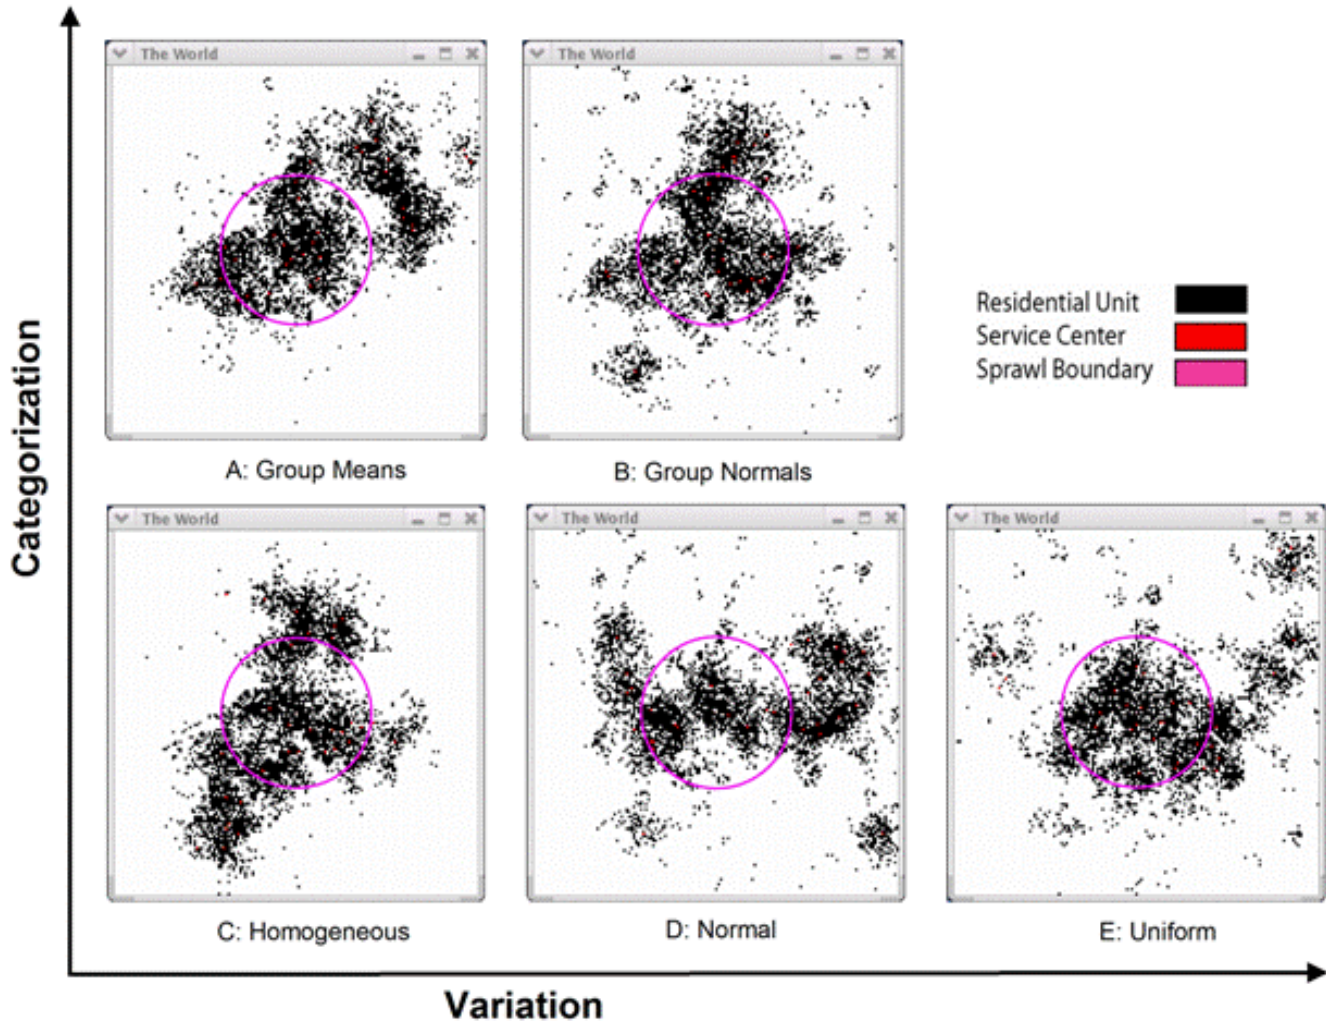 Categorization
The World
The World
A: Group Means
B: Group Normals
Residential Unit
Service Center
Sprawl Boundary
The World
The World
The World
C: Homogeneous
D: Normal
E: Uniform
Variation